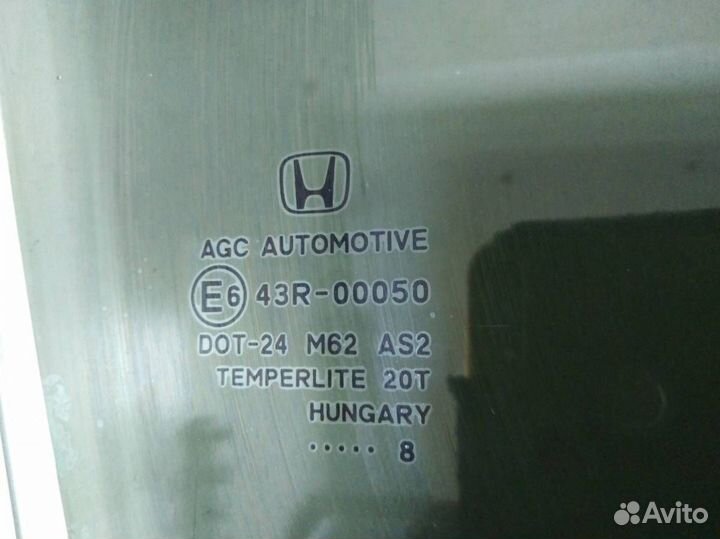 AGC AUTOMOTIVE
E6 43R-00050
DOT-24 M62 AS2
TEMPERLITE 20T
HUNGARY
..... 8
Avito